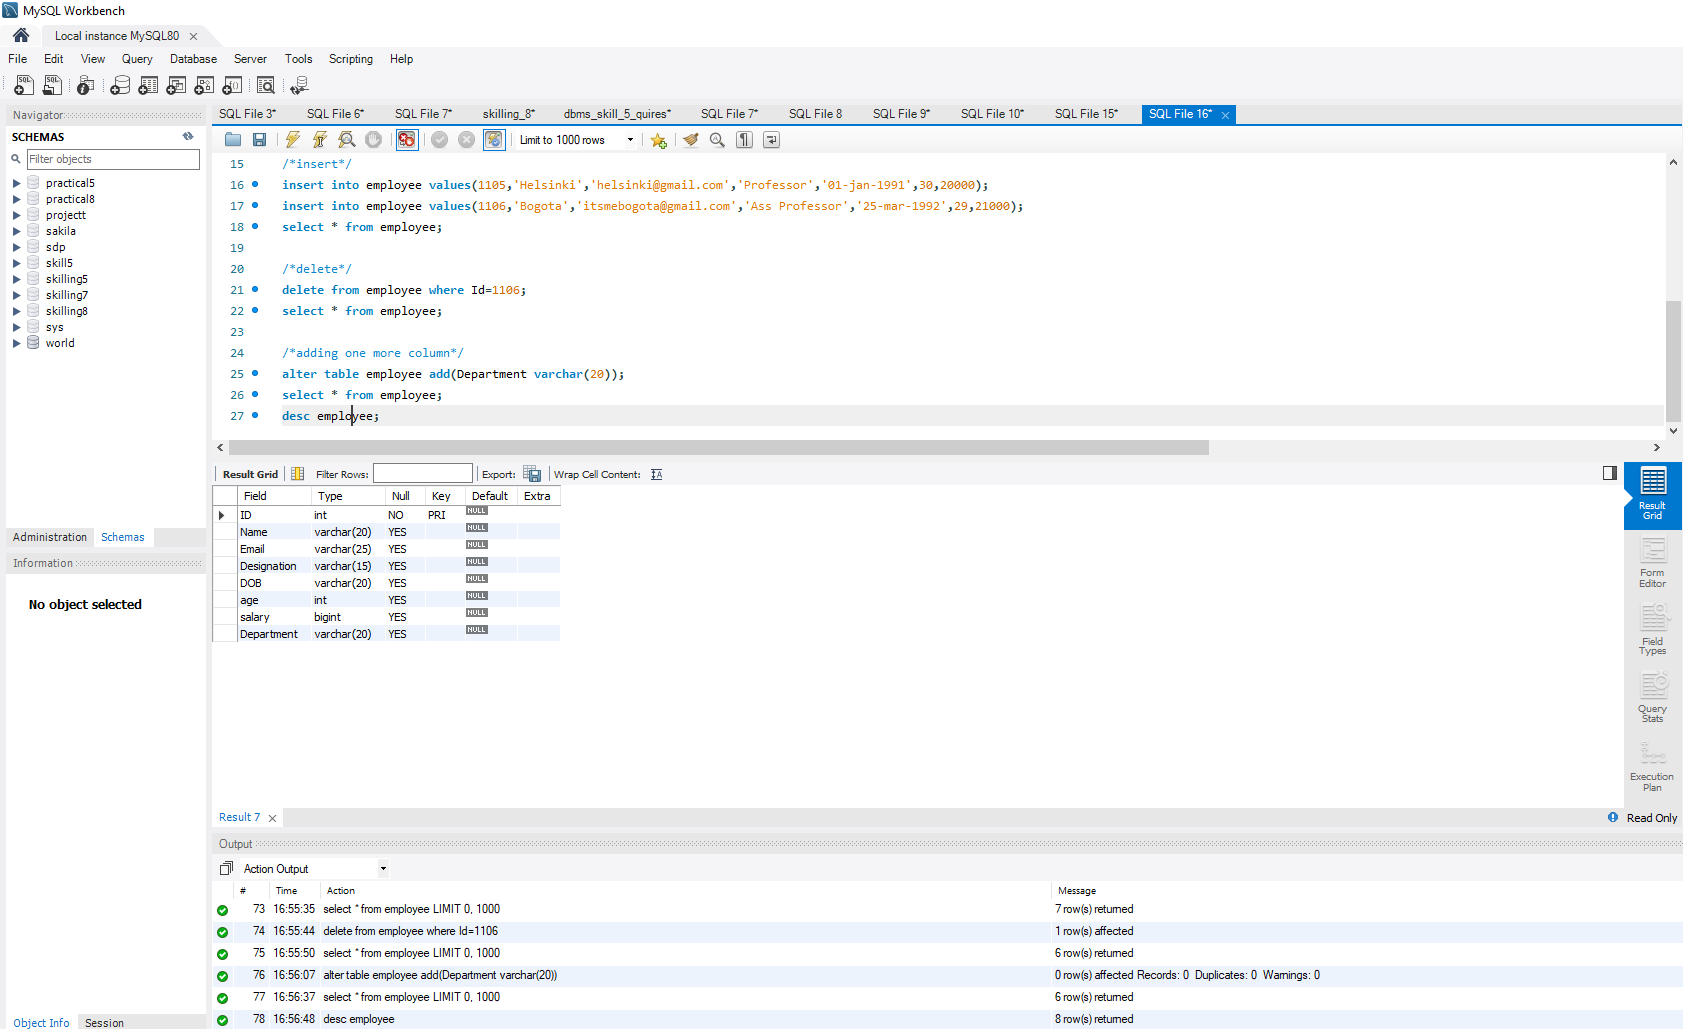 MySQL Workbench
Local instance MySQL80
File Edit View Query Database Server Tools Scripting Help
Navigator
SCHEMAS
Filter objects
practical5
practical8
projectt
sakila
sdp
skill5
skilling5
skilling7
skilling8
sys
world
Administration Schemas
Information
No object selected
Object Info Session
SQL File 3* SQL File 6* SQL File 7* skilling_8* dbms_skill_5_quires* SQL File 7* SQL File 8 SQL File 9* SQL File 10* SQL File 15* SQL File 16*
Limit to 1000 rows
15 /*insert*/
16 insert into employee values(1105,'Helsinki','helsinki@gmail.com','Professor','01-jan-1991',30,20000);
17 insert into employee values(1106,'Bogota','itsmebogota@gmail.com','Ass Professor','25-mar-1992',29,21000);
18 select * from employee;
19
20 /*delete*/
21 delete from employee where Id=1106;
22 select * from employee;
23
24 /*adding one more column*/
25 alter table employee add(Department varchar(20));
26 select * from employee;
27 desc employee;
Result Grid Filter Rows: Export: Wrap Cell Content:
Field Type Null Key Default Extra
ID int NO PRI NULL
Name varchar(20) YES NULL
Email varchar(25) YES NULL
Designation varchar(15) YES NULL
DOB varchar(20) YES NULL
age int YES NULL
salary bigint YES NULL
Department varchar(20) YES NULL
Result Grid
Form Editor
Field Types
Query Stats
Execution Plan
Result 7
Read Only
Output
Action Output
# Time Action Message
73 16:55:35 select * from employee LIMIT 0, 1000 7 row(s) returned
74 16:55:44 delete from employee where Id=1106 1 row(s) affected
75 16:55:50 select * from employee LIMIT 0, 1000 6 row(s) returned
76 16:56:07 alter table employee add(Department varchar(20)) 0 row(s) affected Records: 0 Duplicates: 0 Warnings: 0
77 16:56:37 select * from employee LIMIT 0, 1000 6 row(s) returned
78 16:56:48 desc employee 8 row(s) returned